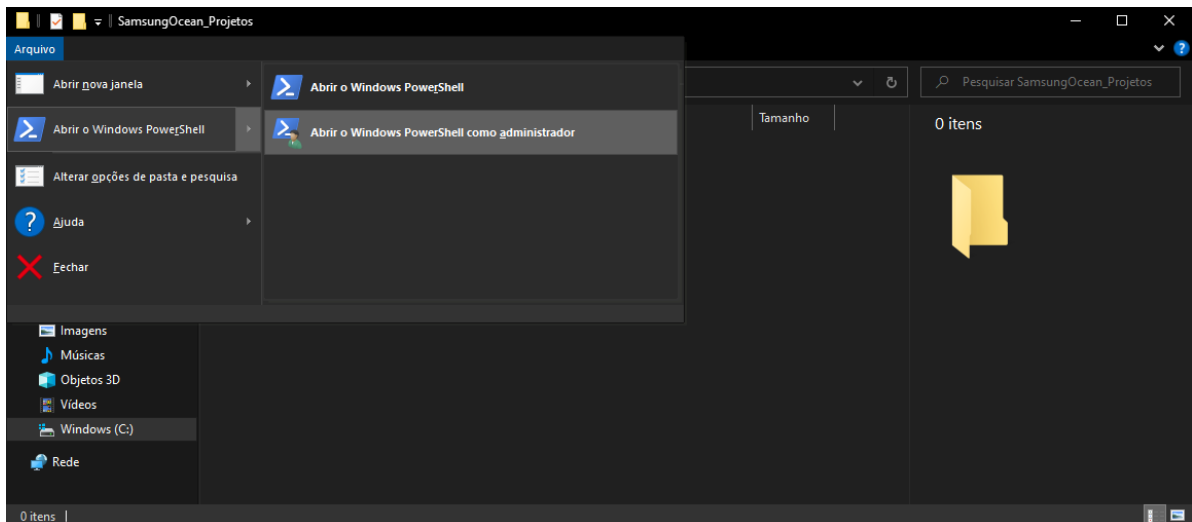 SamsungOcean_Projetos
Arquivo
Abrir nova janela
Abrir o Windows PowerShell
Alterar opções de pasta e pesquisa
Ajuda
Fechar
Abrir o Windows PowerShell
Abrir o Windows PowerShell como administrador
Pesquisar SamsungOcean_Projetos
Tamanho
0 itens
Imagens
Músicas
Objetos 3D
Vídeos
Windows (C:)
Rede
0 itens